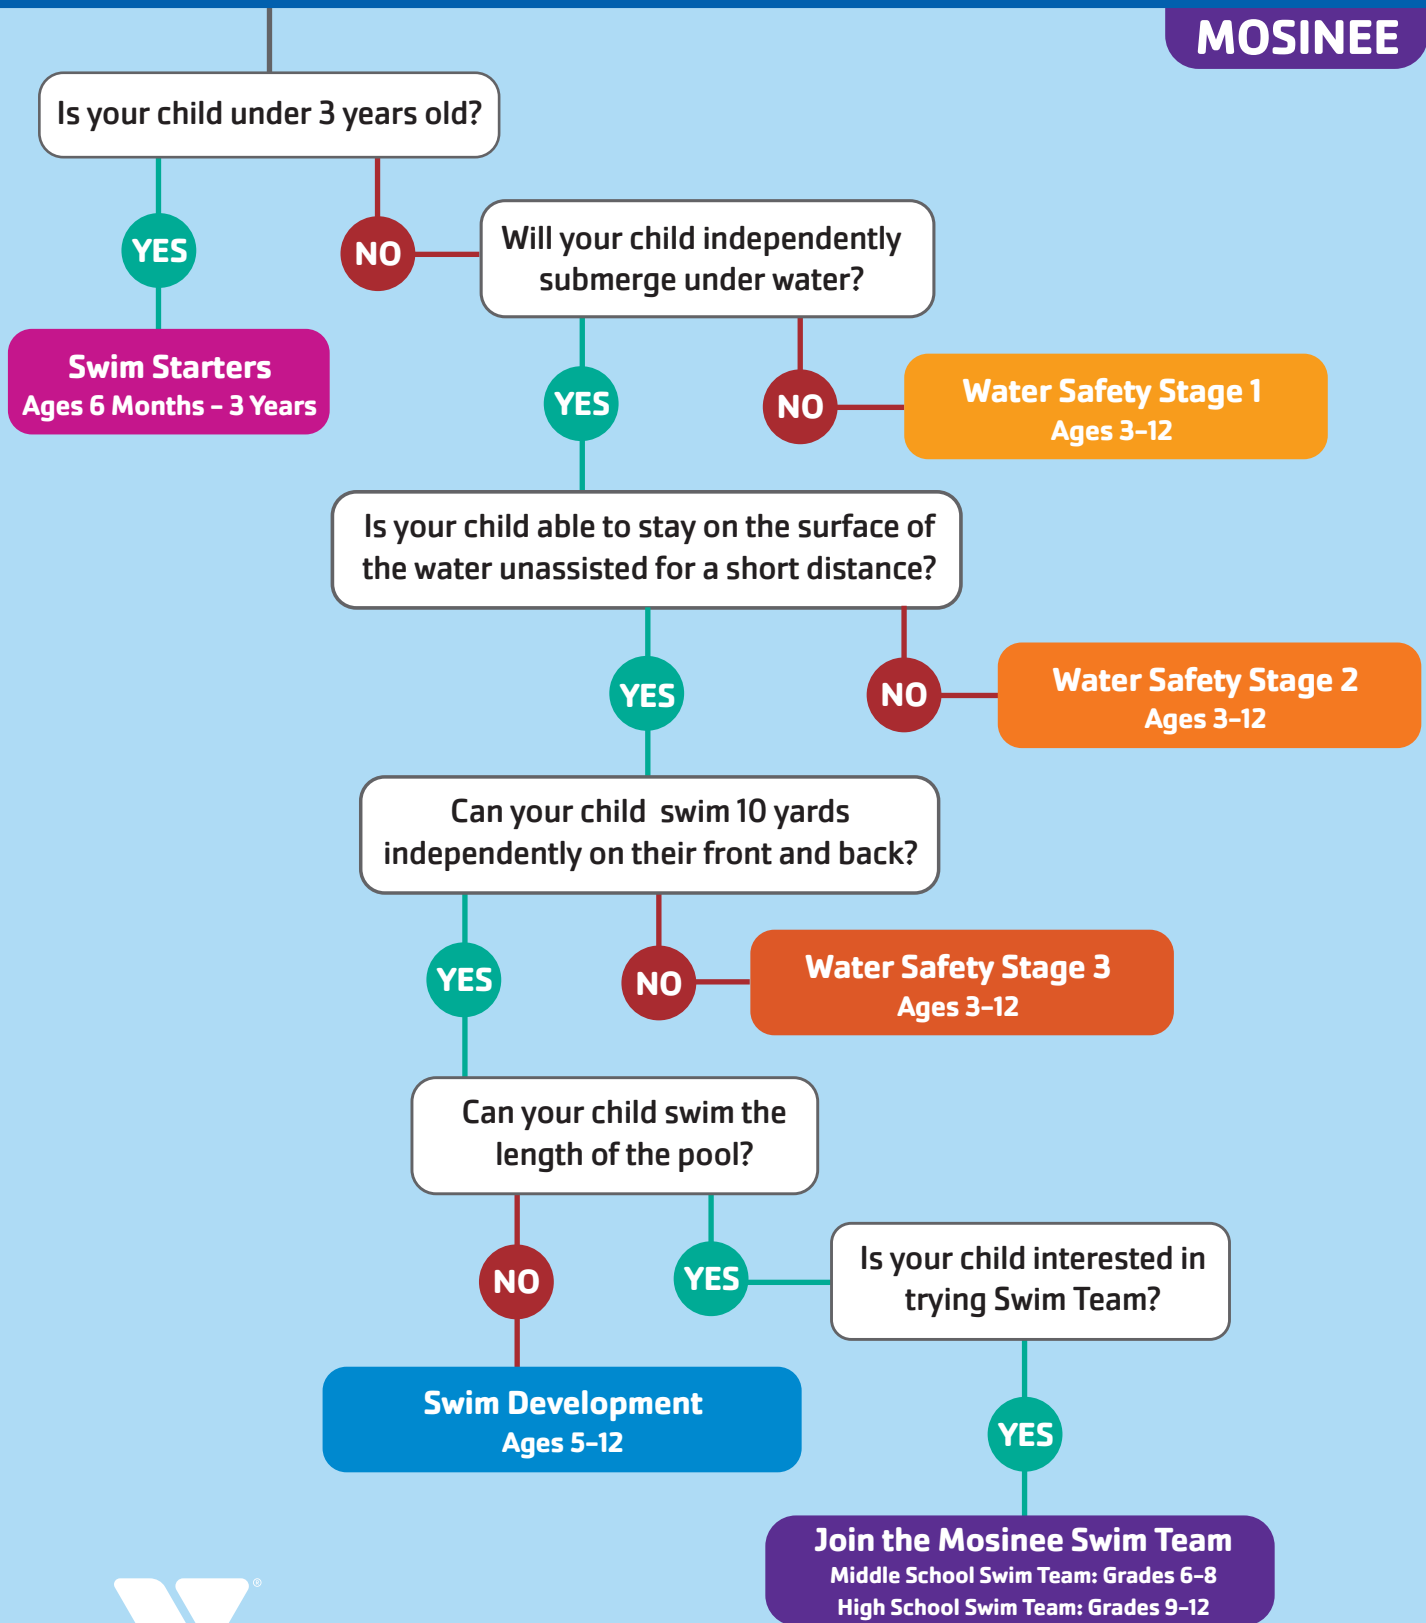 MOSINEE
Is your child under 3 years old?
YES
NO
Will your child independently
submerge under water?
Swim Starters
Ages 6 Months - 3 Years
YES
NO
Water Safety Stage 1
Ages 3-12
Is your child able to stay on the surface of
the water unassisted for a short distance?
YES
NO
Water Safety Stage 2
Ages 3-12
Can your child swim 10 yards
independently on their front and back?
YES
NO
Water Safety Stage 3
Ages 3-12
Can your child swim the
length of the pool?
NO
YES
Is your child interested in
trying Swim Team?
Swim Development
Ages 5-12
YES
Join the Mosinee Swim Team
Middle School Swim Team: Grades 6-8
High School Swim Team: Grades 9-12
®